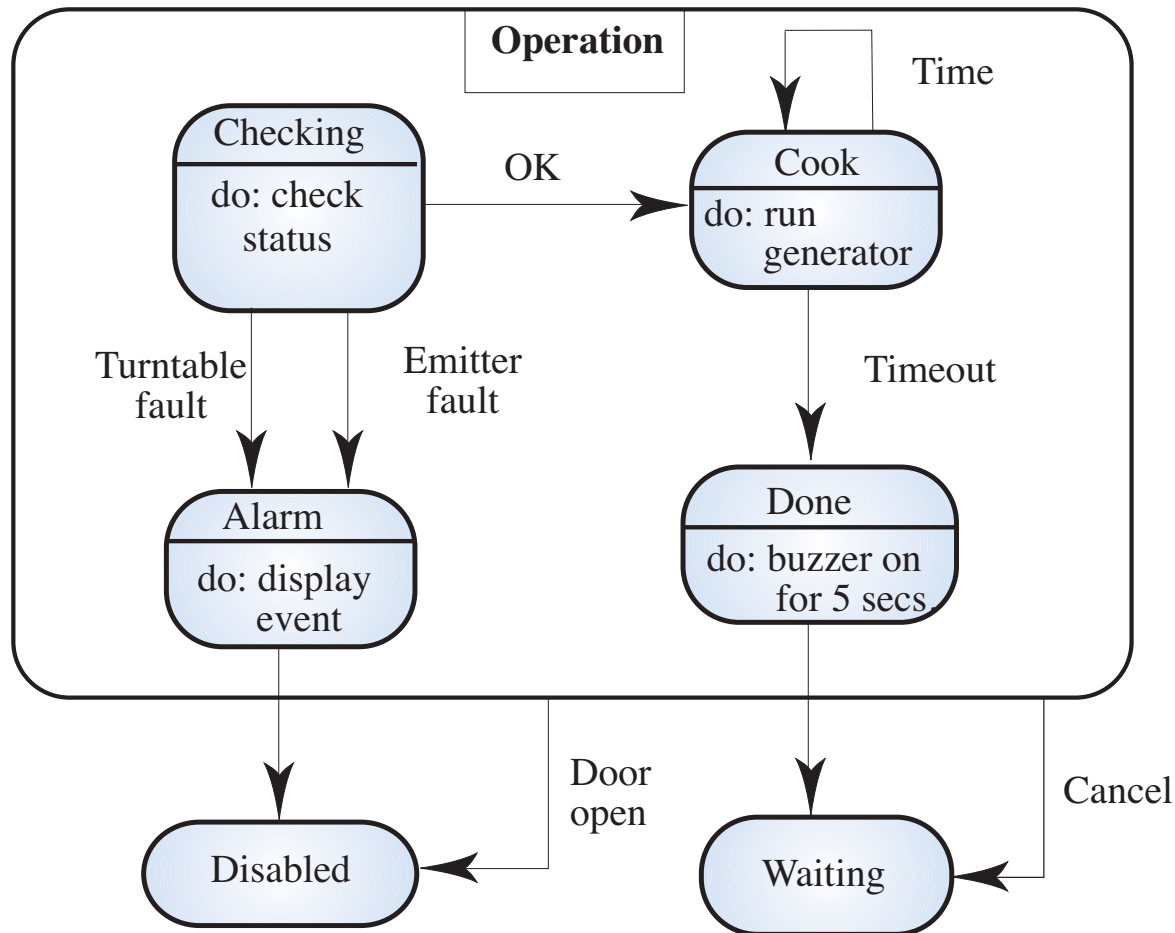 Operation
Time
Checking
do: check
status
OK
Cook
do: run
generator
Turntable
fault
Emitter
fault
Timeout
Alarm
do: display
event
Done
do: buzzer on
for 5 secs.
Door
open
Cancel
Disabled
Waiting